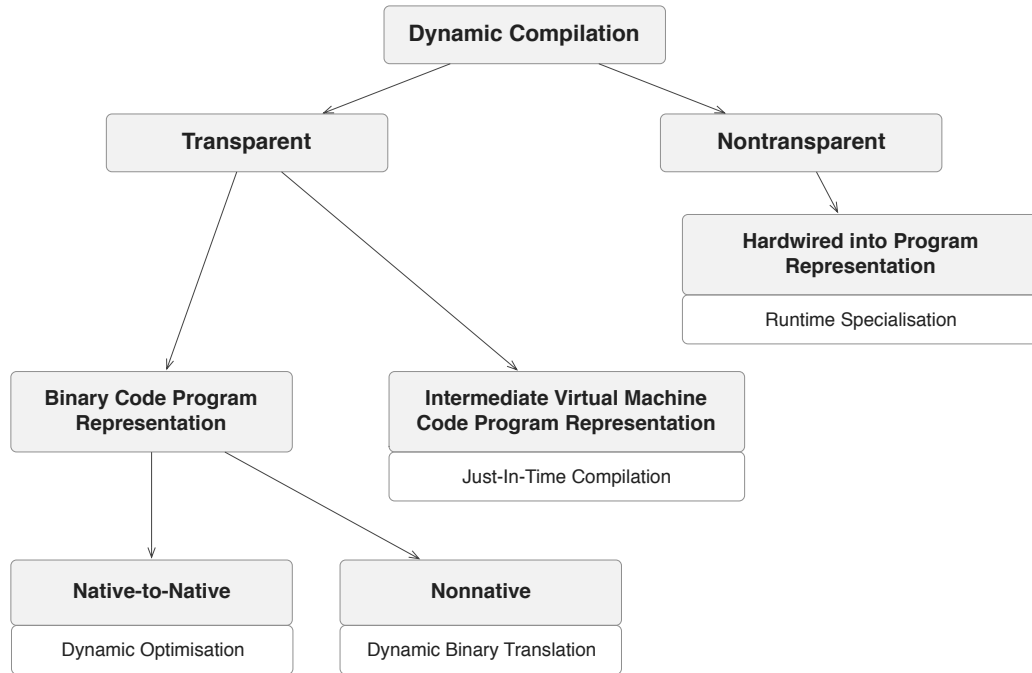 Dynamic Compilation
Transparent
Nontransparent
Hardwired into Program
Representation
Runtime Specialisation
Binary Code Program
Representation
Intermediate Virtual Machine
Code Program Representation
Just-In-Time Compilation
Native-to-Native
Dynamic Optimisation
Nonnative
Dynamic Binary Translation